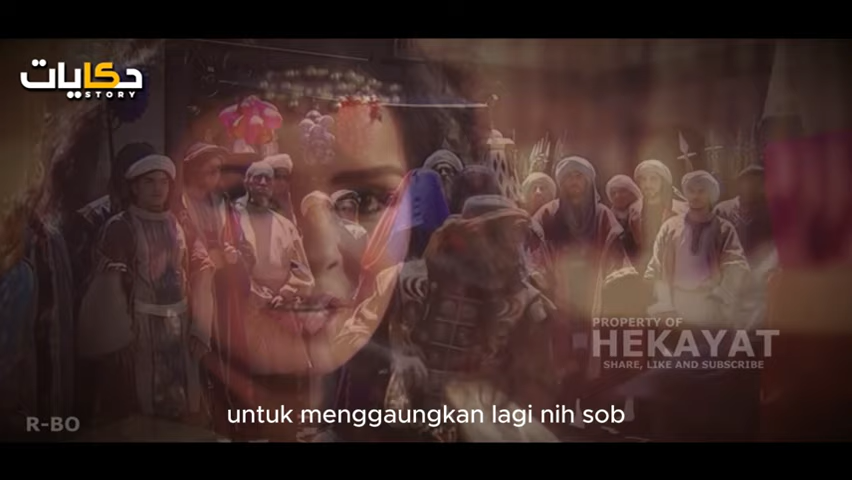 حكايات
STORY
PROPERTY OF
HEKAYAT
SHARE, LIKE AND SUBSCRIBE
untuk menggaungkan lagi nih sob
R-BO